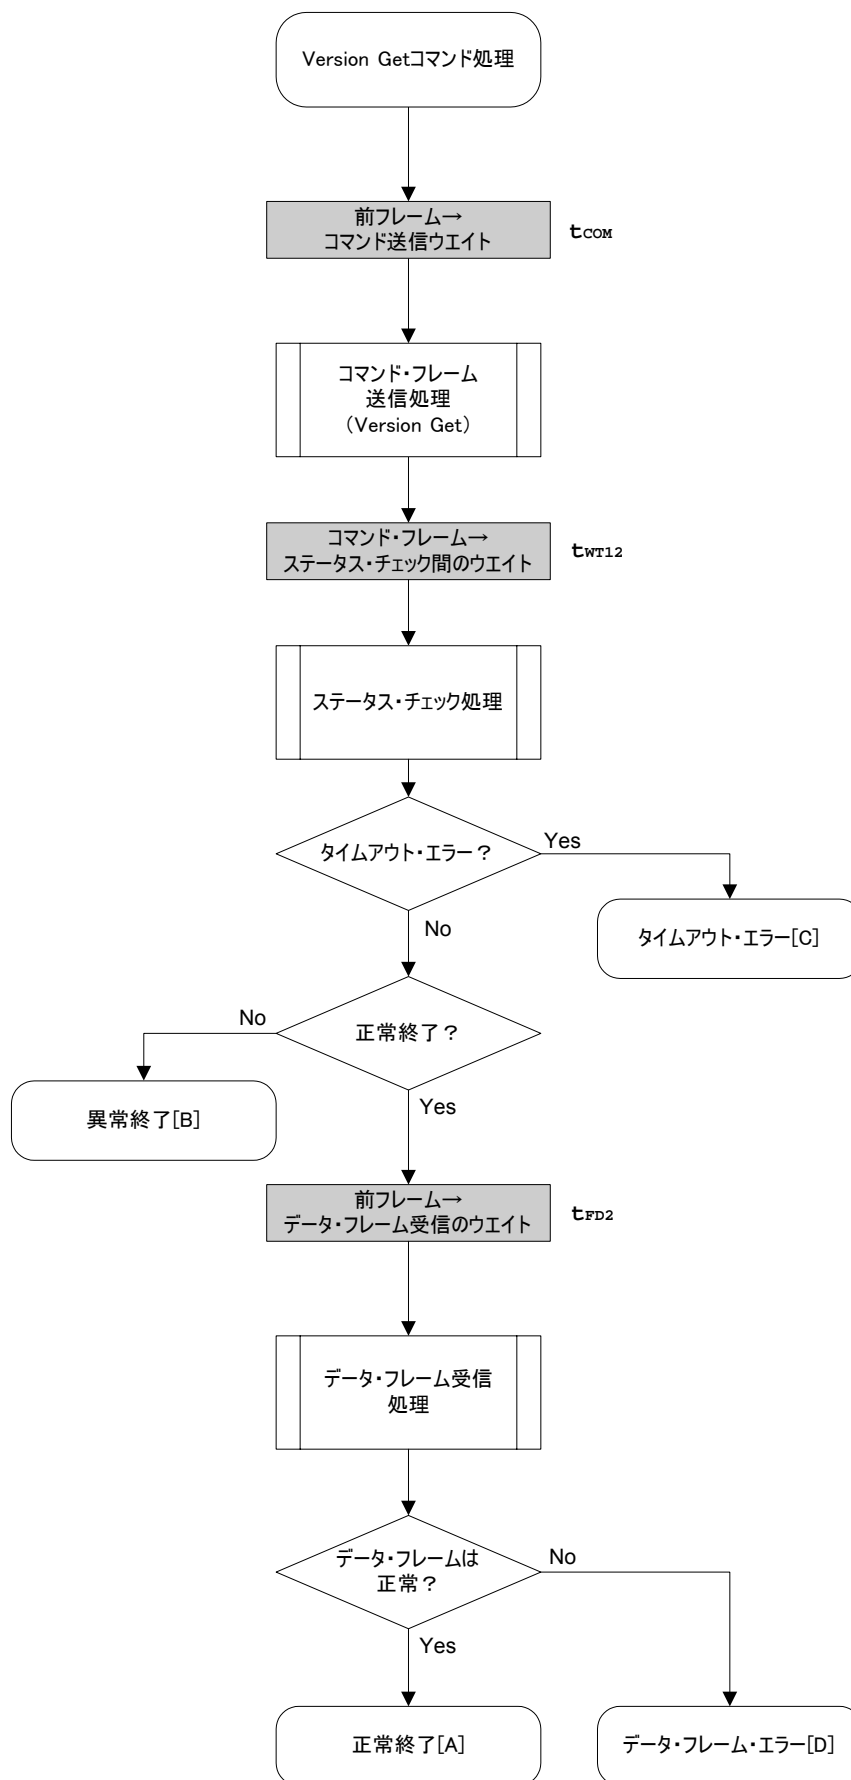 Version Getコマンド処理
前フレーム→
コマンド送信ウエイト
tCOM
コマンド・フレーム
送信処理
（Version Get）
コマンド・フレーム→
ステータス・チェック間のウエイト
tWT12
ステータス・チェック処理
タイムアウト・エラー？
Yes
タイムアウト・エラー[C]
No
正常終了？
No
異常終了[B]
Yes
前フレーム→
データ・フレーム受信のウエイト
tFD2
データ・フレーム受信
処理
データ・フレームは
正常？
No
Yes
正常終了[A]
データ・フレーム・エラー[D]